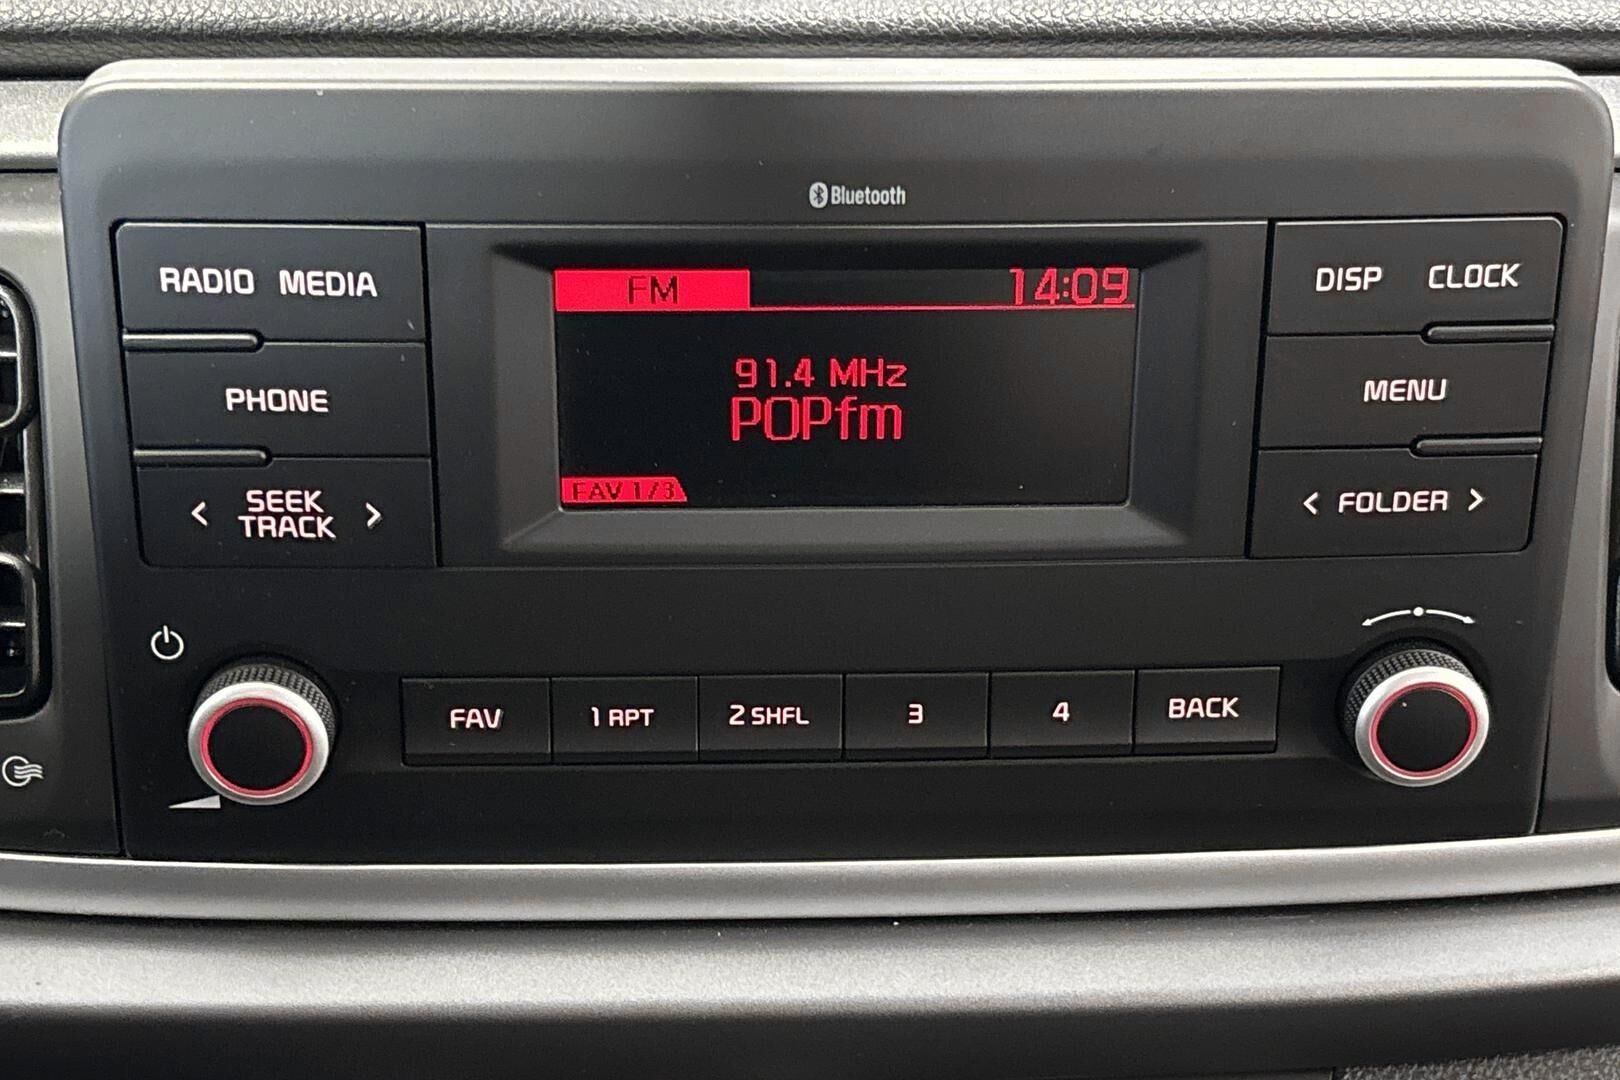 Bluetooth
RADIO MEDIA
FM 14:09
DISP CLOCK
PHONE
91.4 MHz
POPfm
MENU
< SEEK TRACK >
FAV 1/3
< FOLDER >
FAV
1 RPT
2 SHFL
3
4
BACK